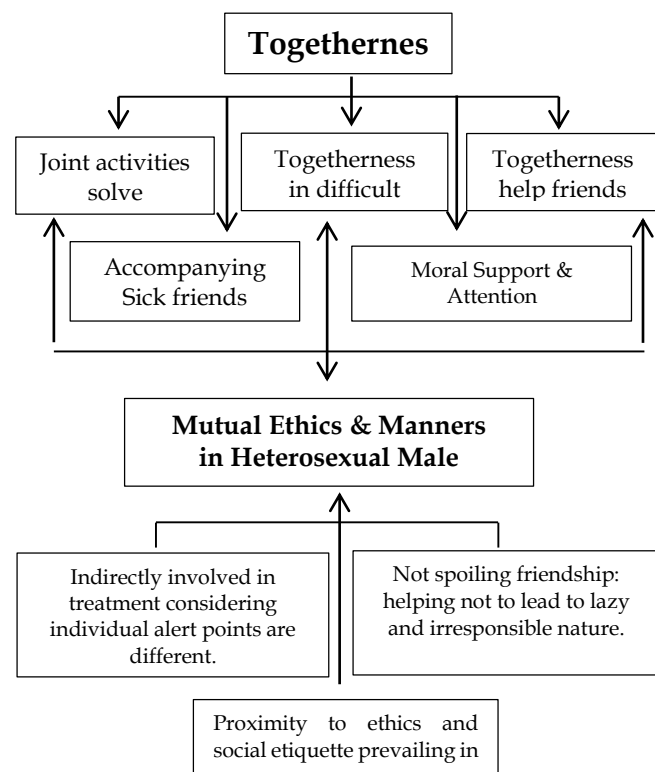 Togethernes
Joint activities
solve
Togetherness
in difficult
Togetherness
help friends
Accompanying
Sick friends
Moral Support &
Attention
Mutual Ethics & Manners
in Heterosexual Male
Indirectly involved in
treatment considering
individual alert points are
different.
Not spoiling friendship:
helping not to lead to lazy
and irresponsible nature.
Proximity to ethics and
social etiquette prevailing in